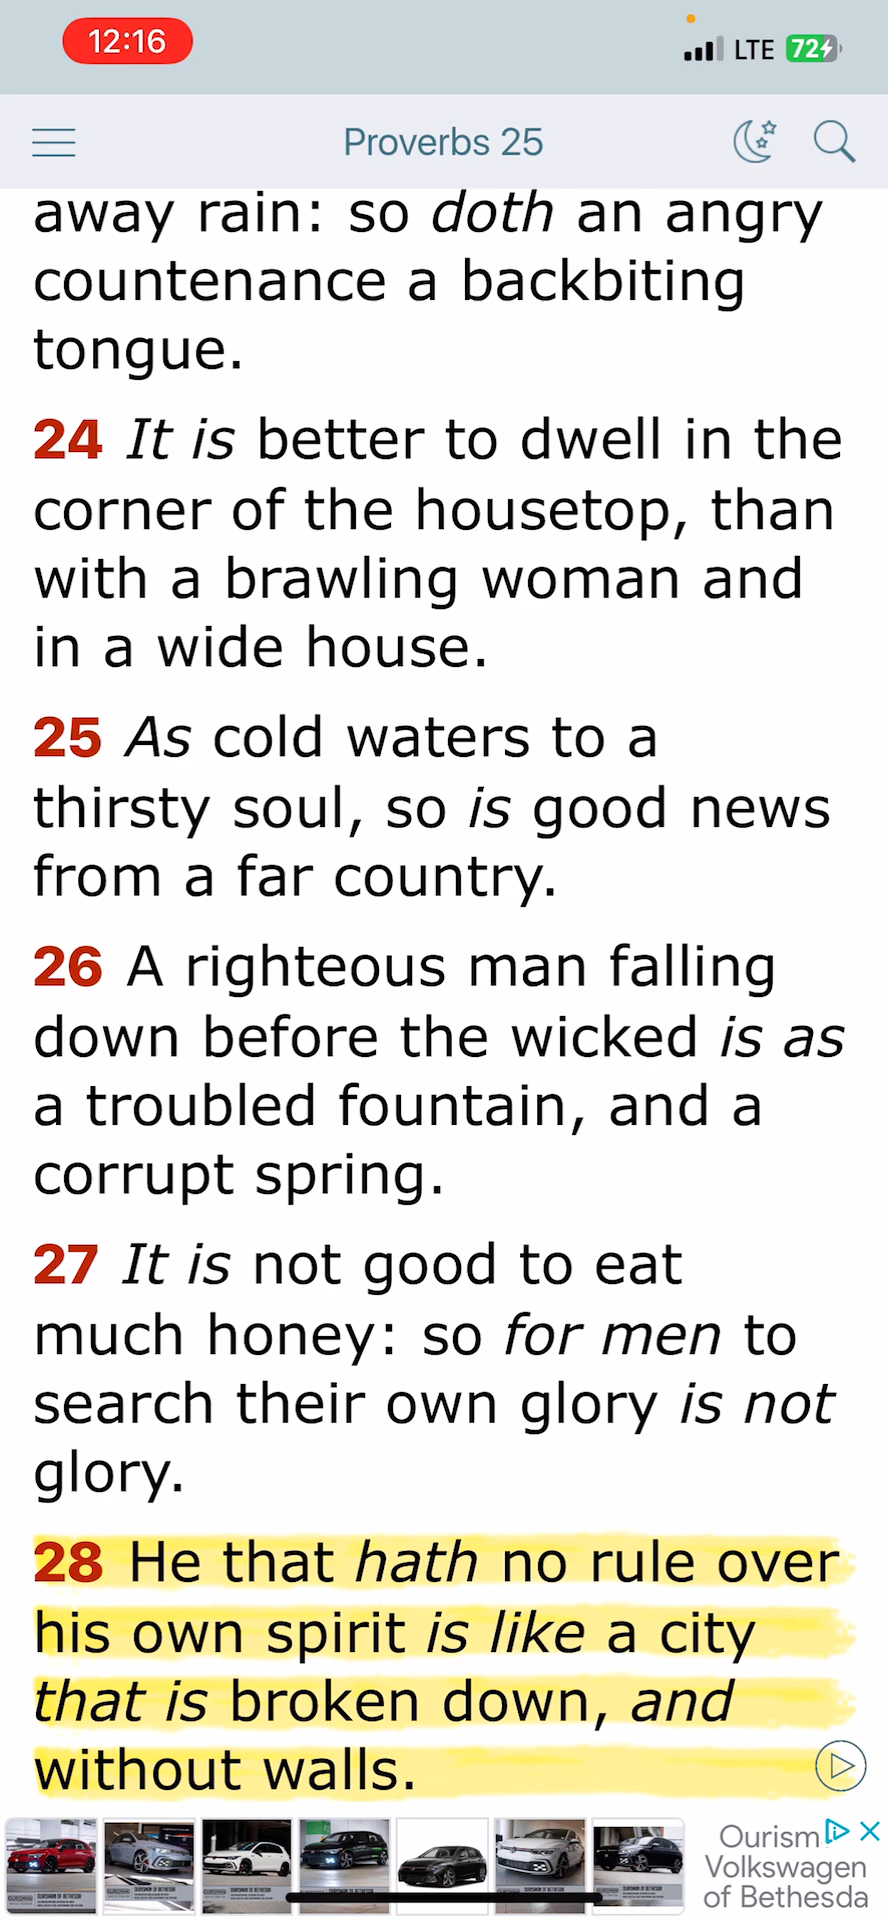 12:16
LTE 72
Proverbs 25
away rain: so doth an angry
countenance a backbiting
tongue.
24 It is better to dwell in the
corner of the housetop, than
with a brawling woman and
in a wide house.
25 As cold waters to a
thirsty soul, so is good news
from a far country.
26 A righteous man falling
down before the wicked is as
a troubled fountain, and a
corrupt spring.
27 It is not good to eat
much honey: so for men to
search their own glory is not
glory.
28 He that hath no rule over
his own spirit is like a city
that is broken down, and
without walls.
Ourism
Volkswagen
of Bethesda